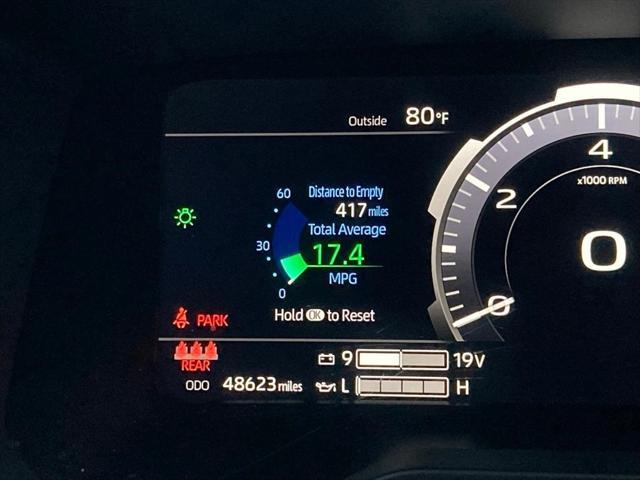 Outside 80°F
60
Distance to Empty
417 miles
Total Average
30
17.4
MPG
0
Hold OK to Reset
PARK
REAR
9 19V
ODO 48623 miles
L H
4
x1000 RPM
2
0
0